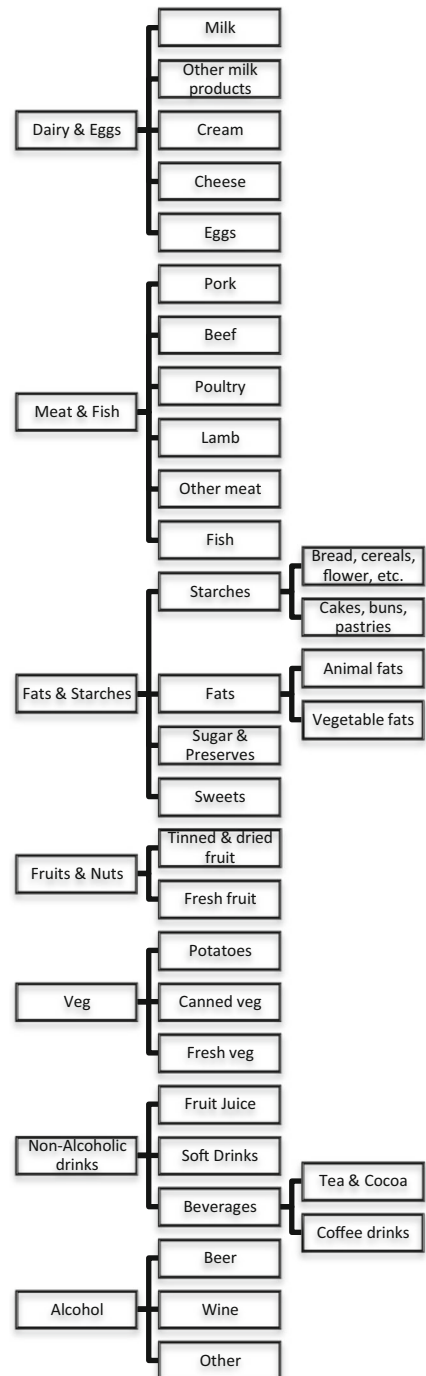 Dairy & Eggs
Milk
Other milk
products
Cream
Cheese
Eggs
Meat & Fish
Pork
Beef
Poultry
Lamb
Other meat
Fish
Fats & Starches
Starches
Bread, cereals,
flower, etc.
Cakes, buns,
pastries
Fats
Animal fats
Vegetable fats
Sugar &
Preserves
Sweets
Fruits & Nuts
Tinned & dried
fruit
Fresh fruit
Veg
Potatoes
Canned veg
Fresh veg
Non-Alcoholic
drinks
Fruit Juice
Soft Drinks
Beverages
Tea & Cocoa
Coffee drinks
Alcohol
Beer
Wine
Other